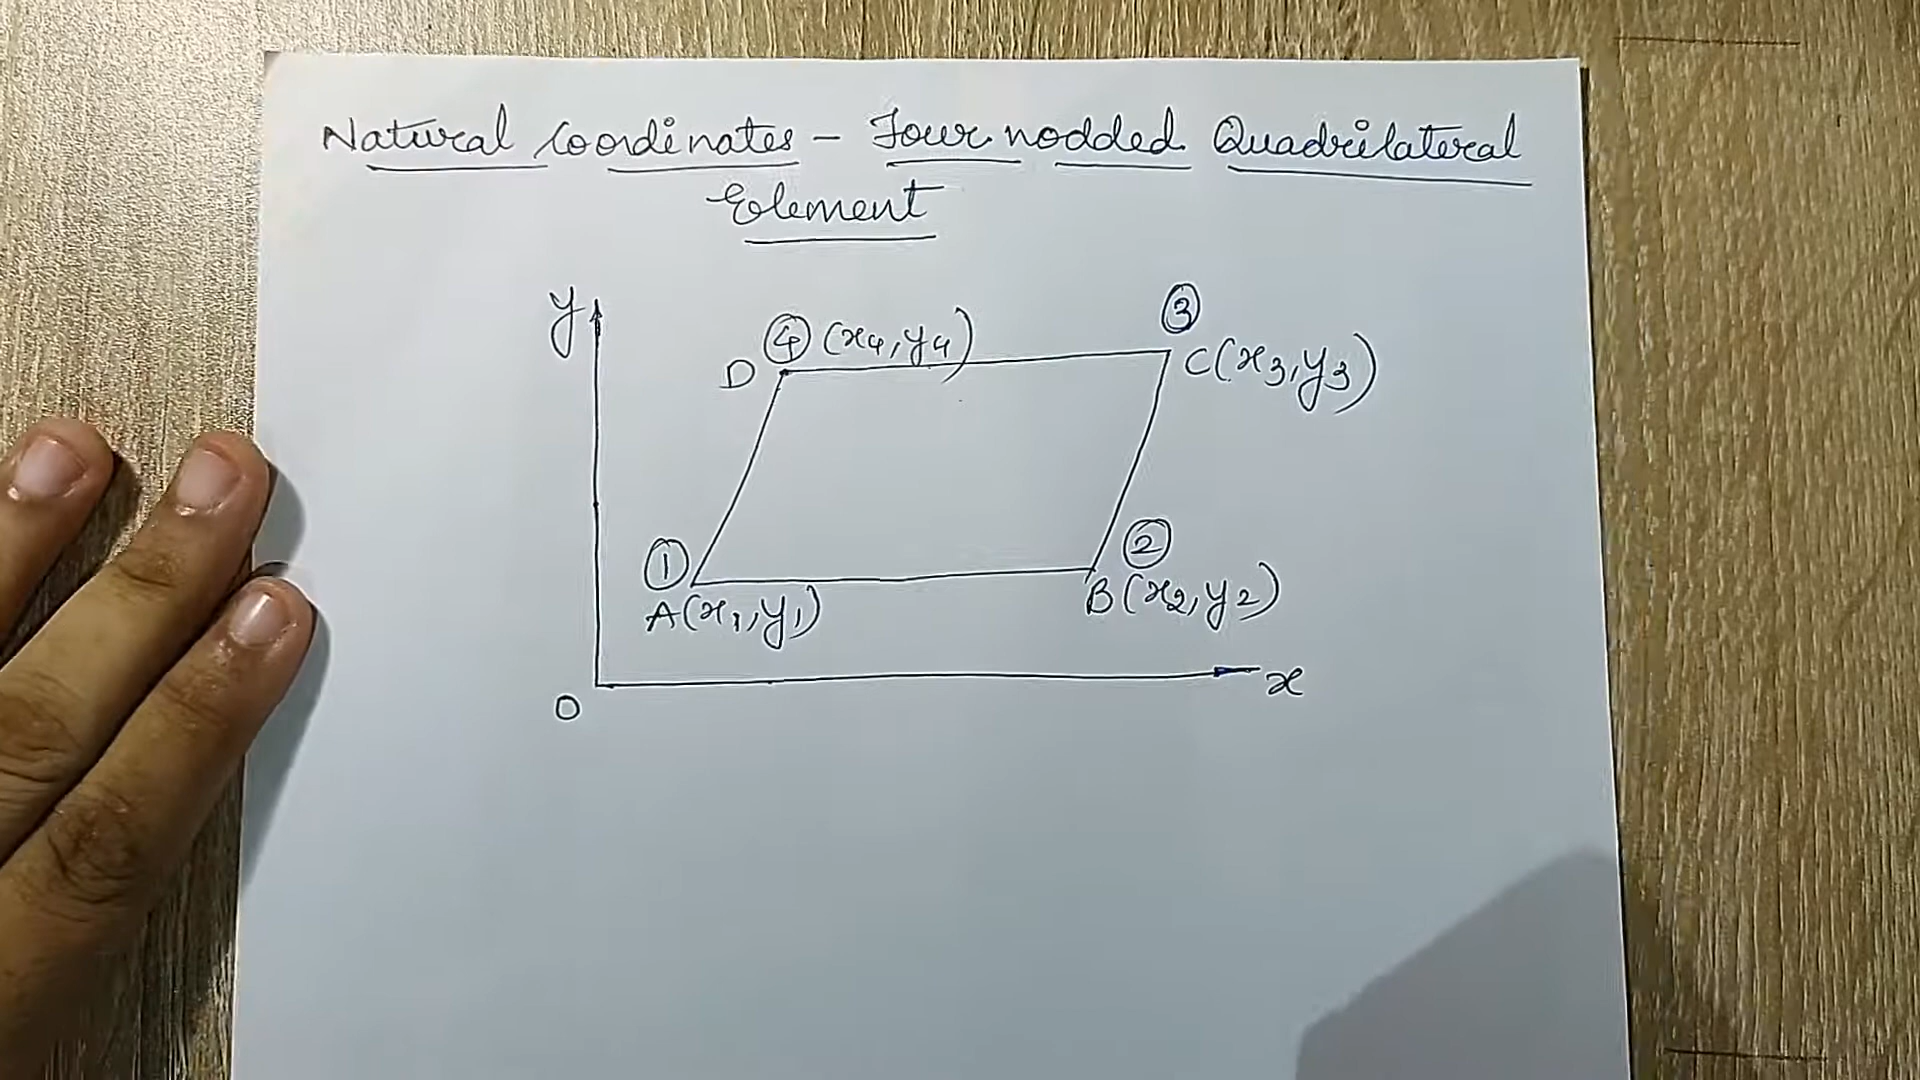 Natural Coordinates - Four nodded Quadrilateral
Element
y
③
④ (x4, y4)
D
C(x3, y3)
①
②
A(x1, y1)
B(x2, y2)
x
O